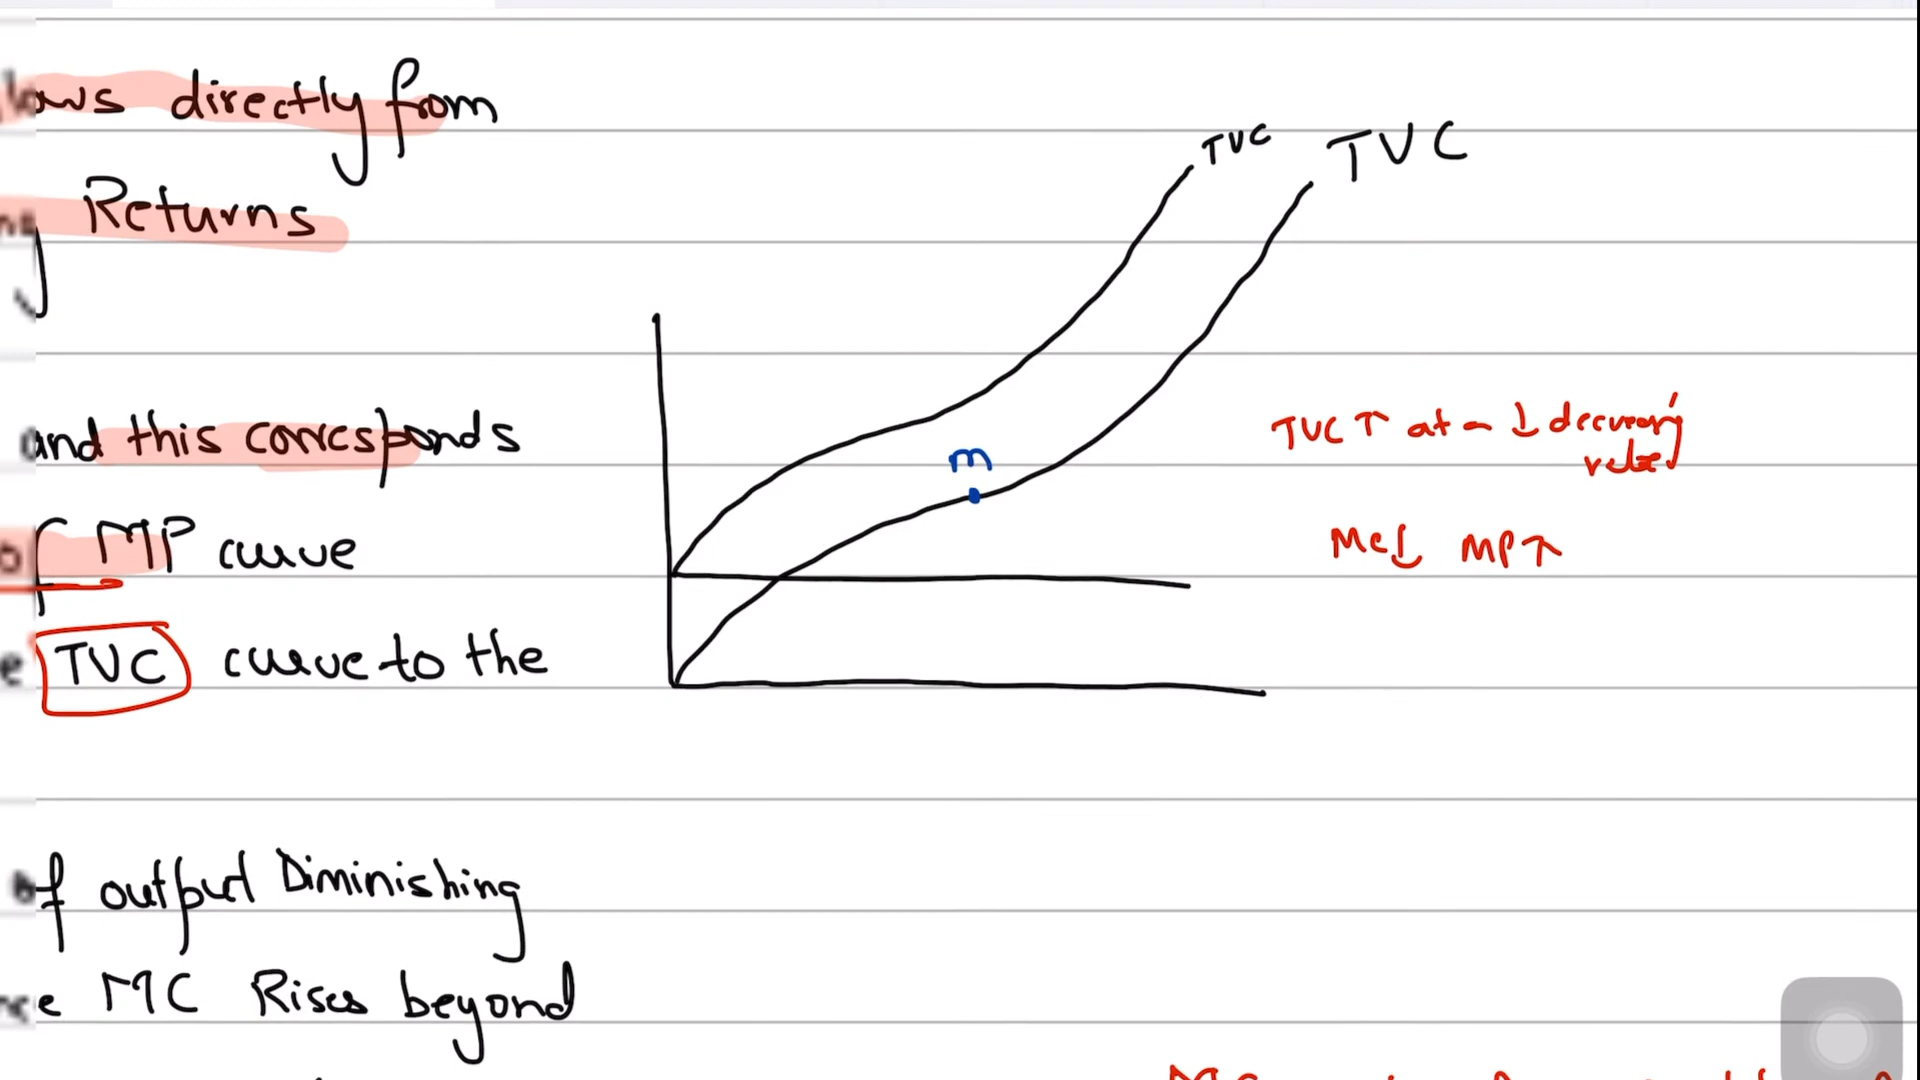 lows directly from
Returns
and this corresponds
of MP curve
TVC curve to the
of output Diminishing
MC Rises beyond
TVC
TVC
m
TVC ↑ at a ↓ decreasing
MC↓ MP↑